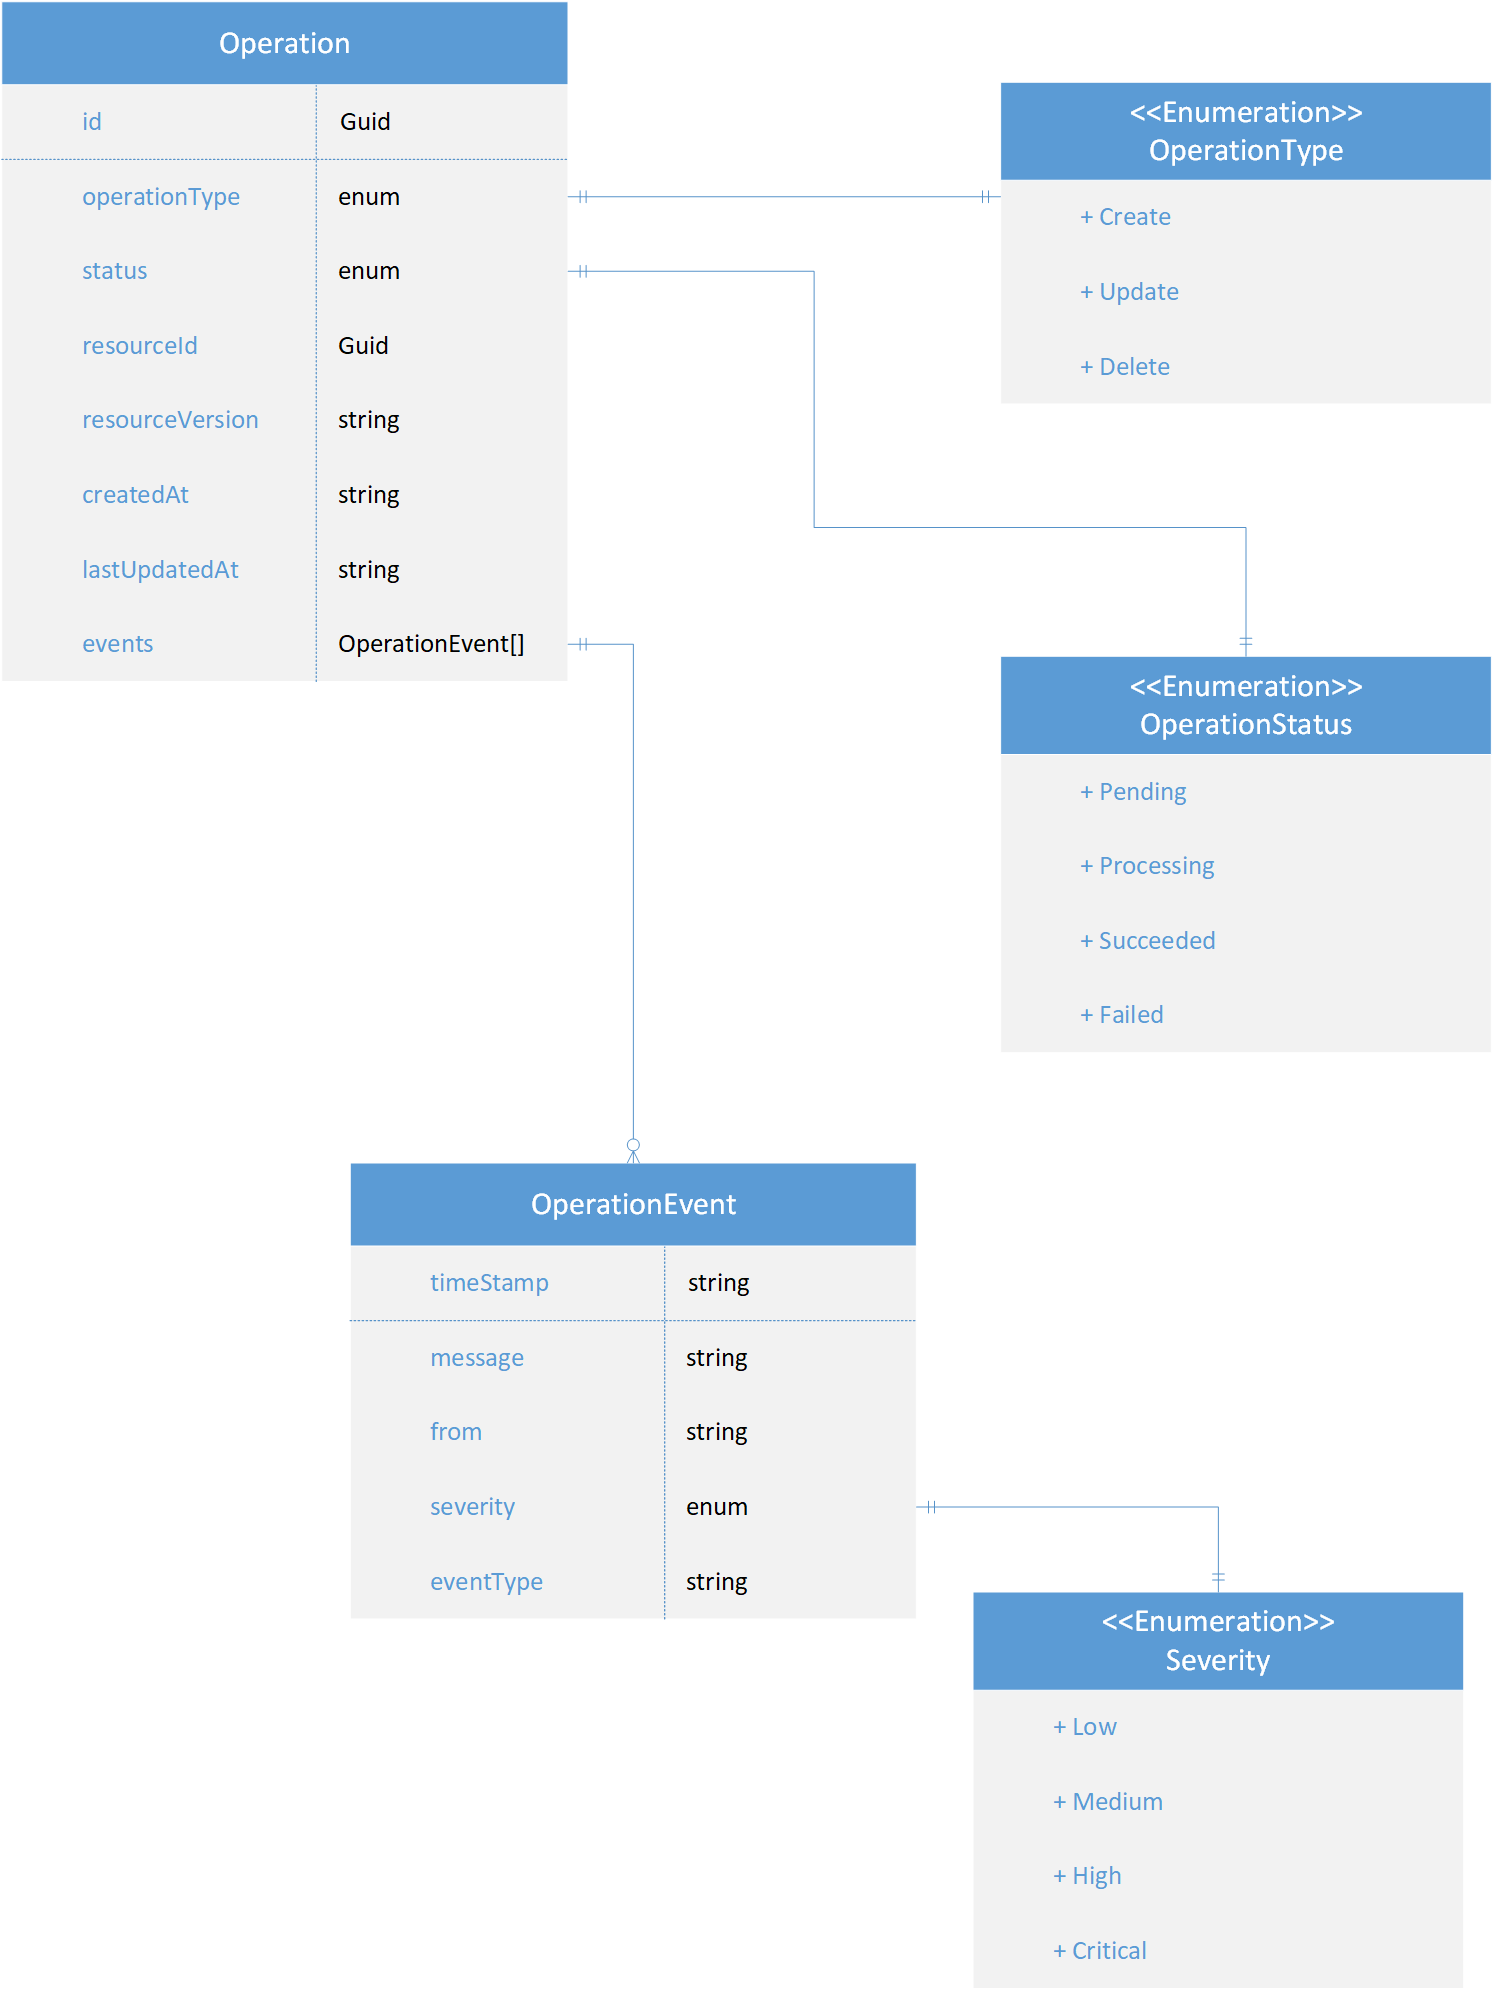 Operation
id Guid
operationType enum
status enum
resourceId Guid
resourceVersion string
createdAt string
lastUpdatedAt string
events OperationEvent[]
<<Enumeration>>
OperationType
+ Create
+ Update
+ Delete
<<Enumeration>>
OperationStatus
+ Pending
+ Processing
+ Succeeded
+ Failed
OperationEvent
timeStamp string
message string
from string
severity enum
eventType string
<<Enumeration>>
Severity
+ Low
+ Medium
+ High
+ Critical